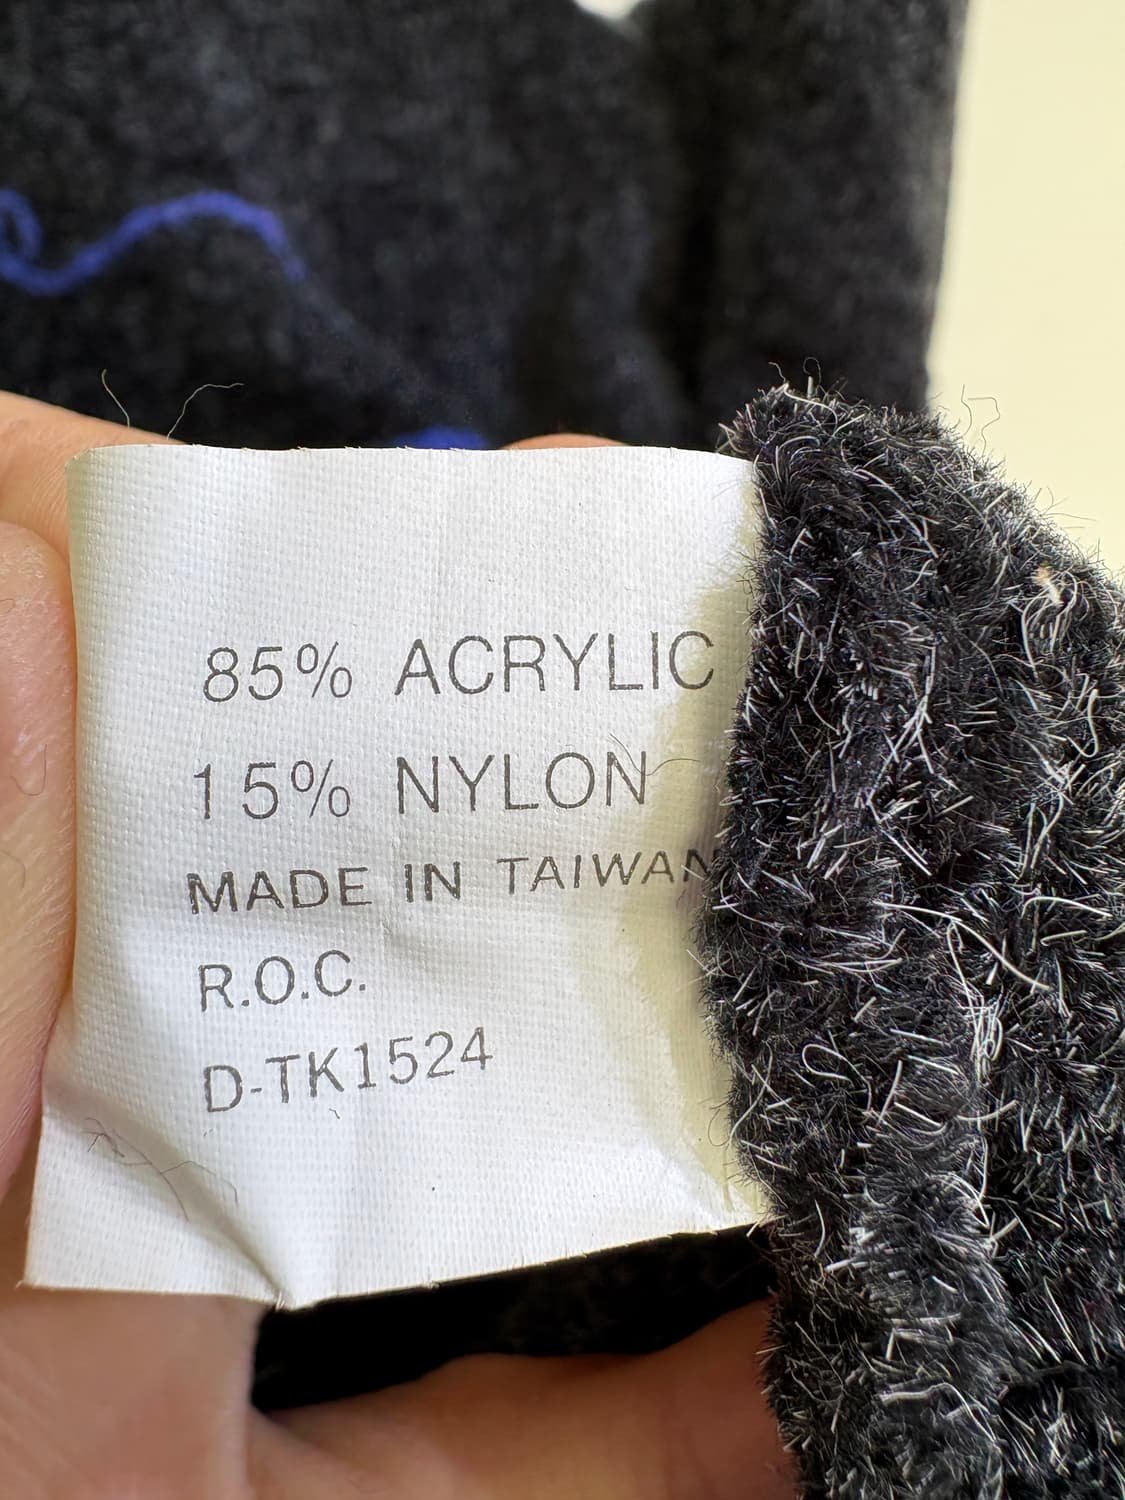 85% ACRYLIC
15% NYLON
MADE IN TAIWAN
R.O.C.
D-TK1524